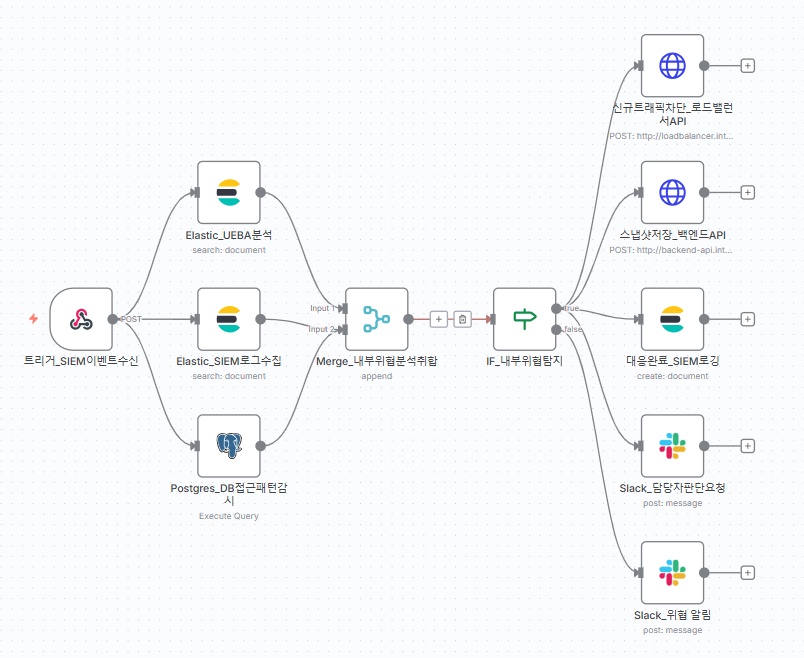 신규트래픽차단_로드밸런
서API
POST: http://loadbalancer.int...
Elastic_UEBA분석
search: document
스냅샷저장_백엔드API
POST: http://backend-api.int...
POST
트리거_SIEM이벤트수신
Elastic_SIEM로그수집
search: document
Input 1
Input 2
Merge_내부위협분석취합
append
true
false
IF_내부위협탐지
대응완료_SIEM로깅
create: document
Postgres_DB접근패턴감
시
Execute Query
Slack_담당자판단요청
post: message
Slack_위협 알림
post: message